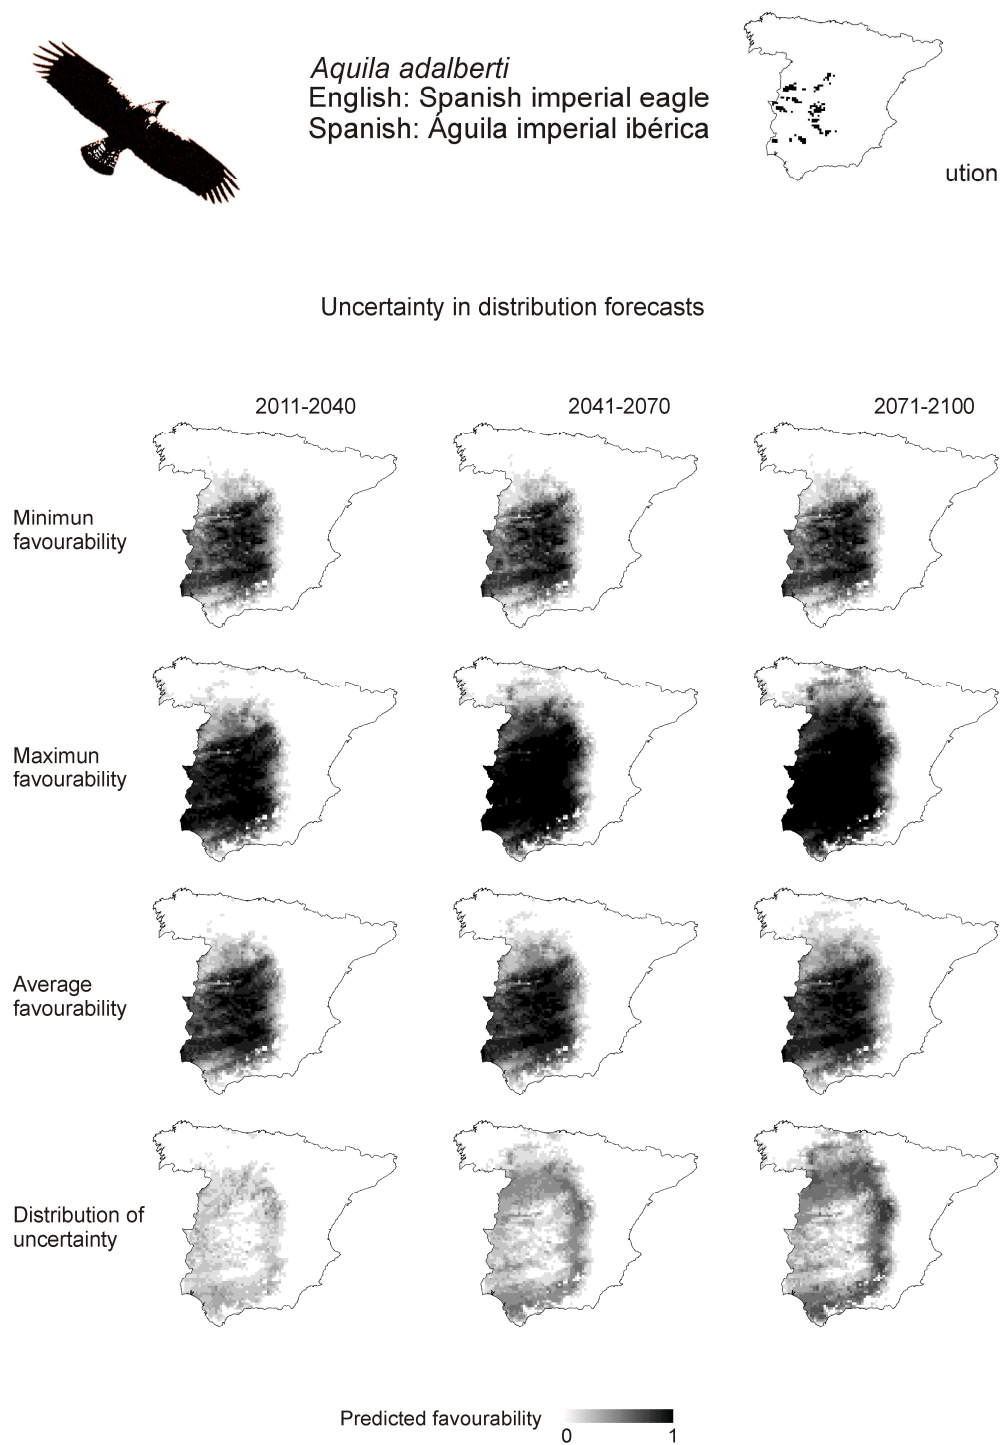 Aquila adalberti
English: Spanish imperial eagle
Spanish: Águila imperial ibérica
ution
Uncertainty in distribution forecasts
2011-2040 2041-2070 2071-2100
Minimun
favourability
Maximun
favourability
Average
favourability
Distribution of
uncertainty
Predicted favourability
0 1